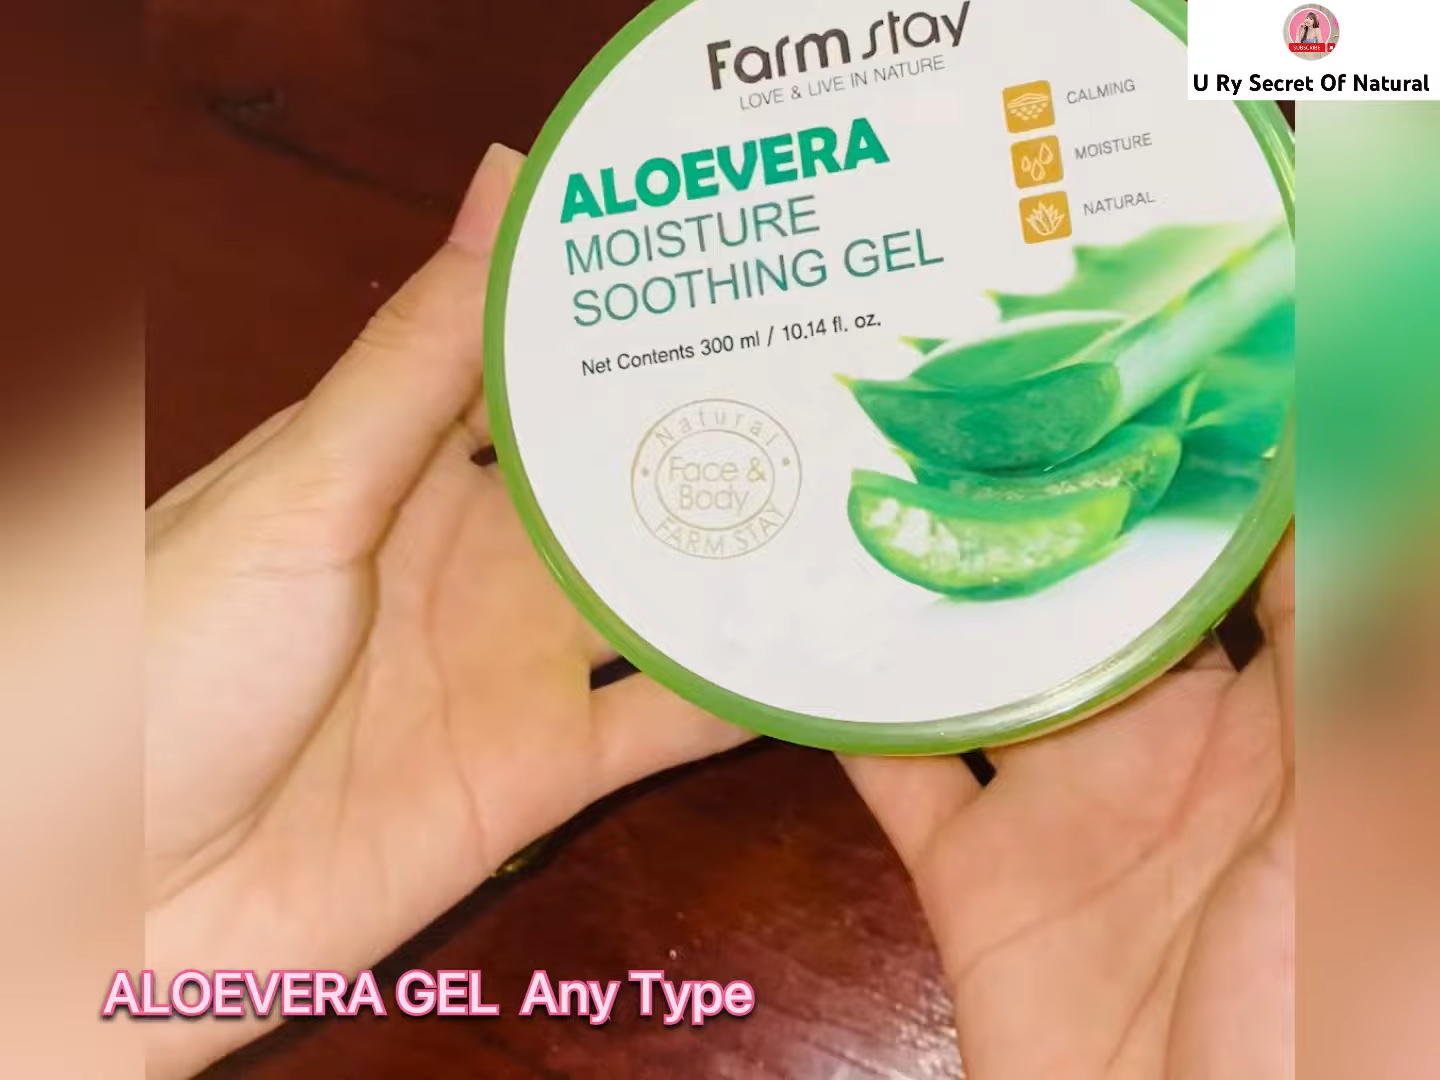 Farm stay
LOVE & LIVE IN NATURE
ALOEVERA
MOISTURE
SOOTHING GEL
Net Contents 300 ml / 10.14 fl. oz.
CALMING
MOISTURE
NATURAL
Natural
Face &
Body
FARM STAY
SUBSCRIBE
U Ry Secret Of Natural
ALOEVERA GEL Any Type